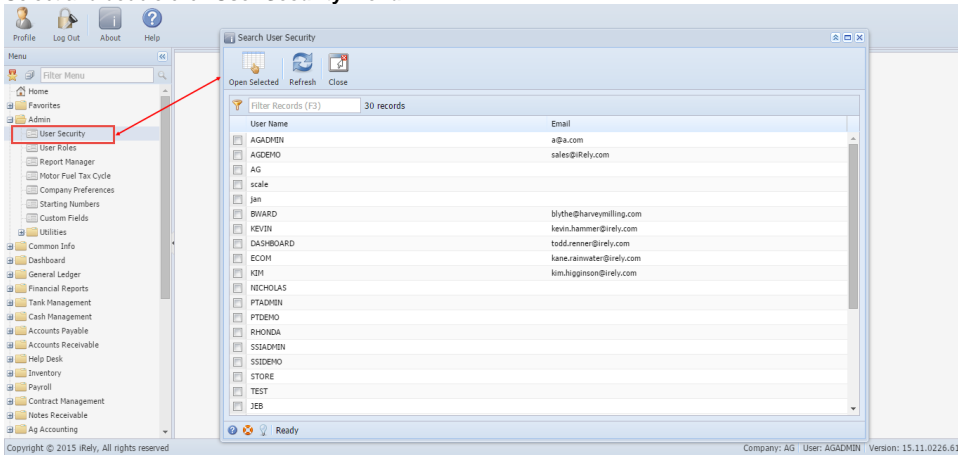 Profile Log Out About Help
Menu
Filter Menu
Home
Favorites
Admin
User Security
User Roles
Report Manager
Motor Fuel Tax Cycle
Company Preferences
Starting Numbers
Custom Fields
Utilities
Common Info
Dashboard
General Ledger
Financial Reports
Tank Management
Cash Management
Accounts Payable
Accounts Receivable
Help Desk
Inventory
Payroll
Contract Management
Notes Receivable
Ag Accounting
Search User Security
Open Selected Refresh Close
Filter Records (F3) 30 records
User Name Email
AGADMIN a@a.com
AGDEMO sales@iRely.com
AG
scale
jan
BWARD blythe@harveymilling.com
KEVIN kevin.hammer@irely.com
DASHBOARD todd.renner@irely.com
ECOM kane.rainwater@irely.com
KIM kim.higginson@irely.com
NICHOLAS
PTADMIN
PTDEMO
RHONDA
SSIADMIN
SSIDEMO
STORE
TEST
JEB
Ready
Copyright © 2015 iRely, All rights reserved Company: AG User: AGADMIN Version: 15.11.0226.61